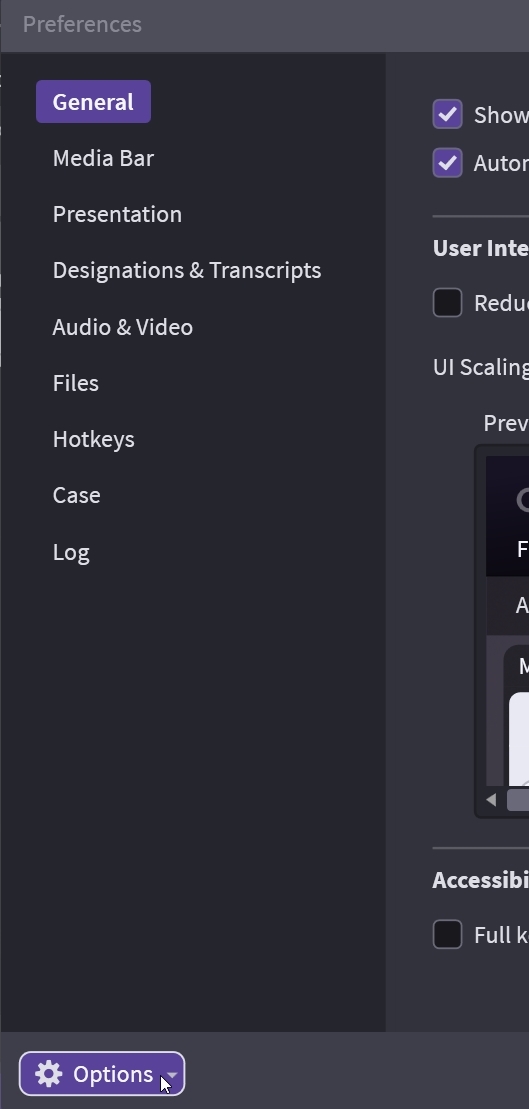 Preferences
General
Media Bar
Presentation
Designations & Transcripts
Audio & Video
Files
Hotkeys
Case
Log
Options
Show
Autor
User Inte
Reduc
UI Scaling
Prev
F
A
M
Accessibi
Full k